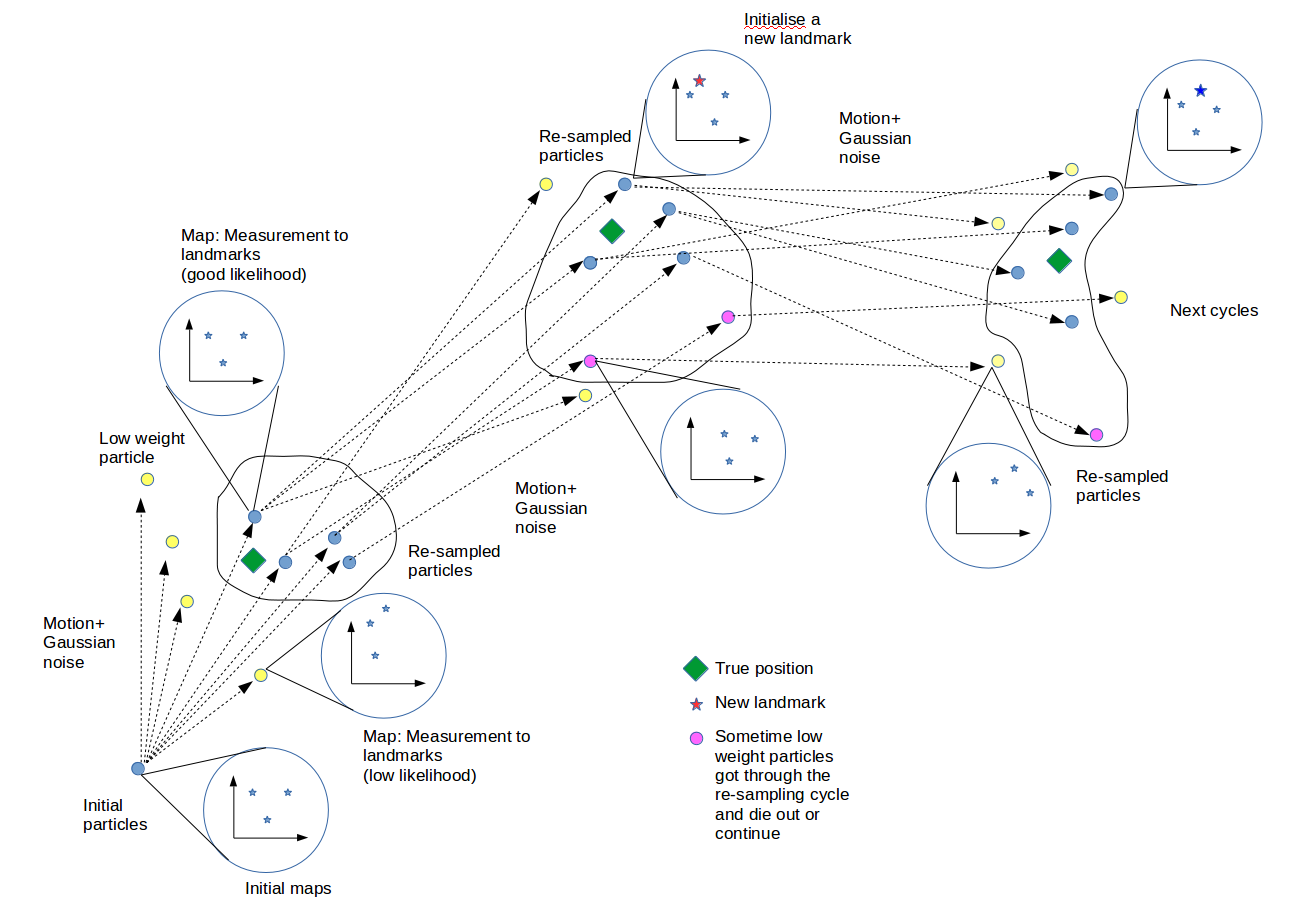 Initialise a
new landmark
Re-sampled
particles
Motion+
Gaussian
noise
Map: Measurement to
landmarks
(good likelihood)
Next cycles
Low weight
particle
Motion+
Gaussian
noise
Re-sampled
particles
Re-sampled
particles
Motion+
Gaussian
noise
True position
New landmark
Sometime low
weight particles
got through the
re-sampling cycle
and die out or
continue
Map: Measurement to
landmarks
(low likelihood)
Initial
particles
Initial maps